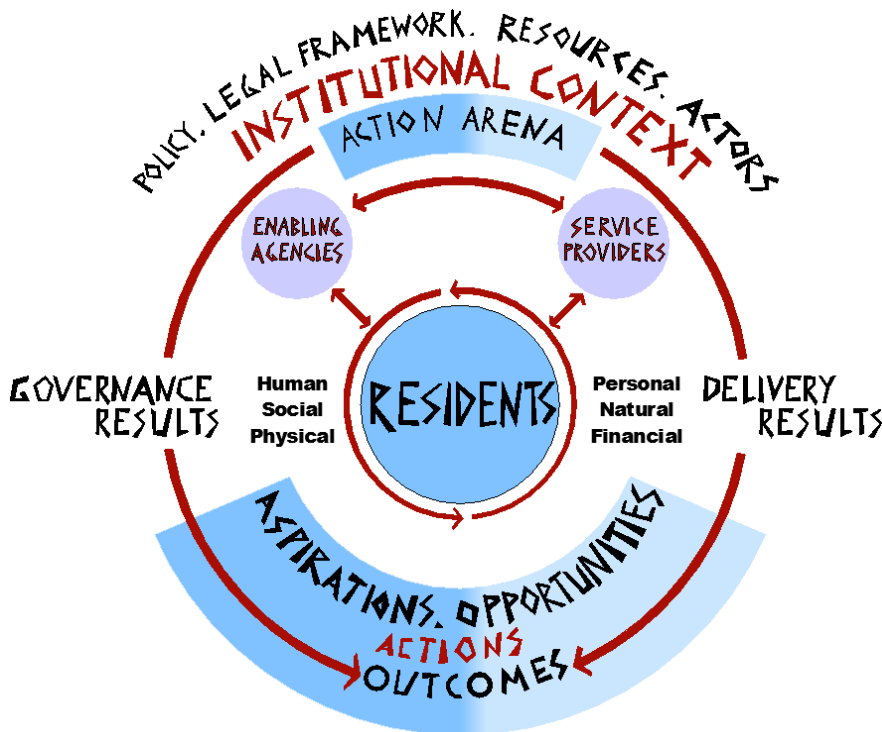 POLICY. LEGAL FRAMEWORK. RESOURCES. ACTORS
INSTITUTIONAL CONTEXT
ACTION ARENA
ENABLING
AGENCIES
SERVICE
PROVIDERS
GOVERNANCE
RESULTS
Human
Social
Physical
RESIDENTS
Personal
Natural
Financial
DELIVERY
RESULTS
ASPIRATIONS. OPPORTUNITIES
ACTIONS
OUTCOMES